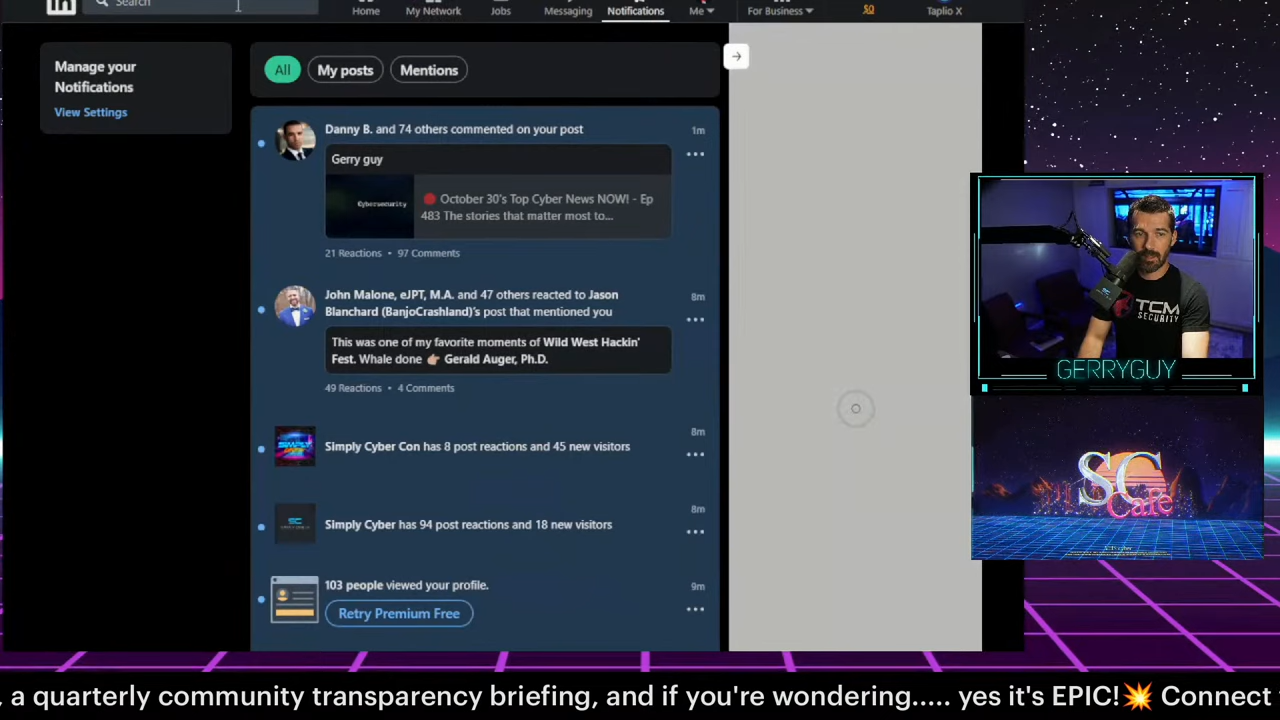 in
Search
Home
My Network
Jobs
Messaging
Notifications
Me
For Business
Taplio X
Manage your
Notifications
View Settings
All
My posts
Mentions
Danny B. and 74 others commented on your post
1m
Gerry guy
Cybersecurity
October 30's Top Cyber News NOW! - Ep
483 The stories that matter most to...
21 Reactions • 97 Comments
John Malone, eJPT, M.A. and 47 others reacted to Jason
Blanchard (BanjoCrashland)'s post that mentioned you
8m
This was one of my favorite moments of Wild West Hackin'
Fest. Whale done 👉🏼 Gerald Auger, Ph.D.
49 Reactions • 4 Comments
Simply Cyber Con has 8 post reactions and 45 new visitors
8m
Simply Cyber has 94 post reactions and 18 new visitors
8m
SC
103 people viewed your profile.
9m
Retry Premium Free
TCM
SECURITY
GERRYGUY
SC
Cafe
, a quarterly community transparency briefing, and if you're wondering..... yes it's EPIC!💥 Connect